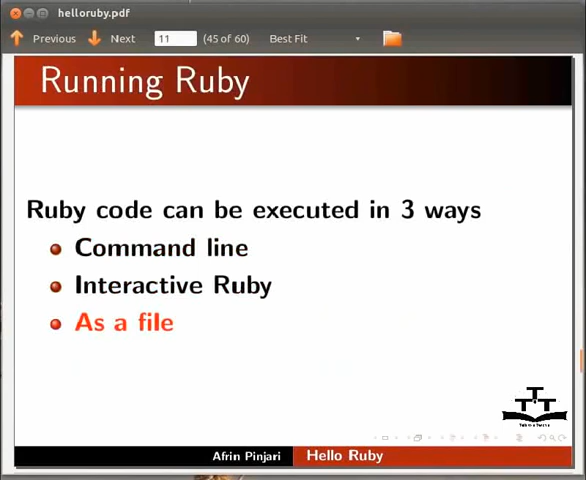 helloruby.pdf
Previous Next 11 (45 of 60) Best Fit
Running Ruby
Ruby code can be executed in 3 ways
Command line
Interactive Ruby
As a file
Afrin Pinjari Hello Ruby